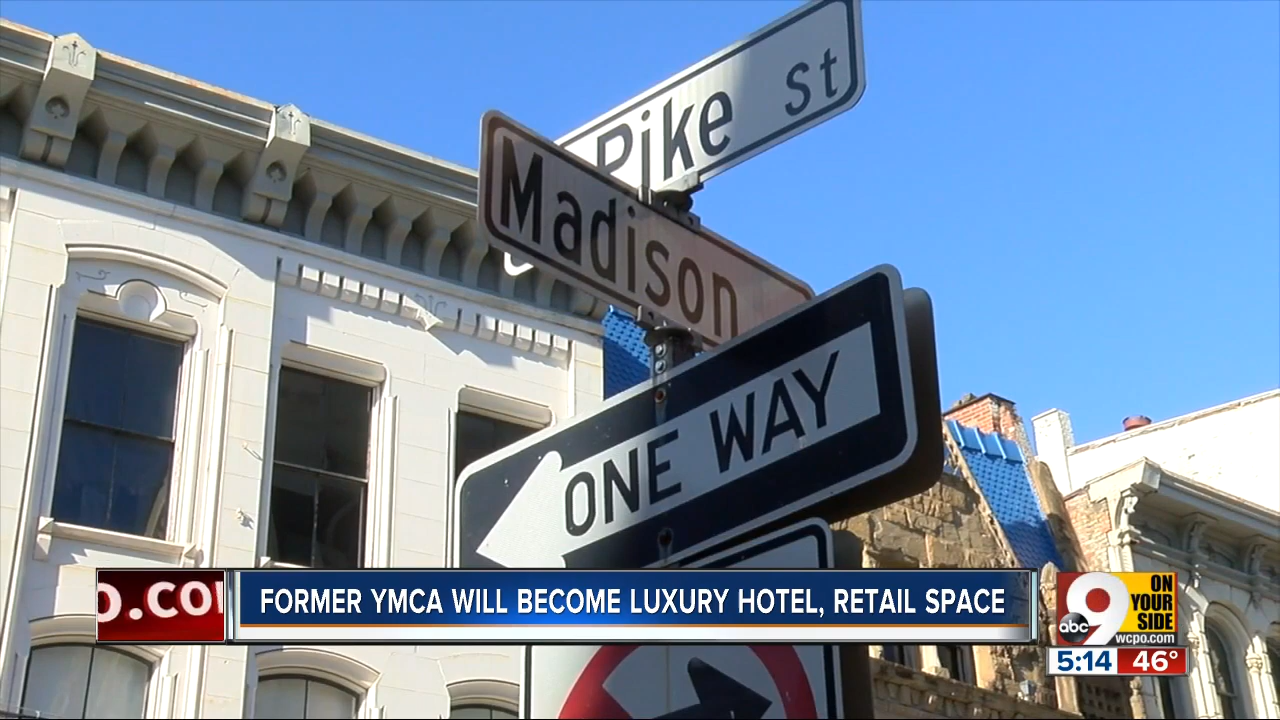 Pike St
Madison
ONE WAY
O.CO
FORMER YMCA WILL BECOME LUXURY HOTEL, RETAIL SPACE
abc 9
ON
YOUR
SIDE
wcpo.com
5:14 46°